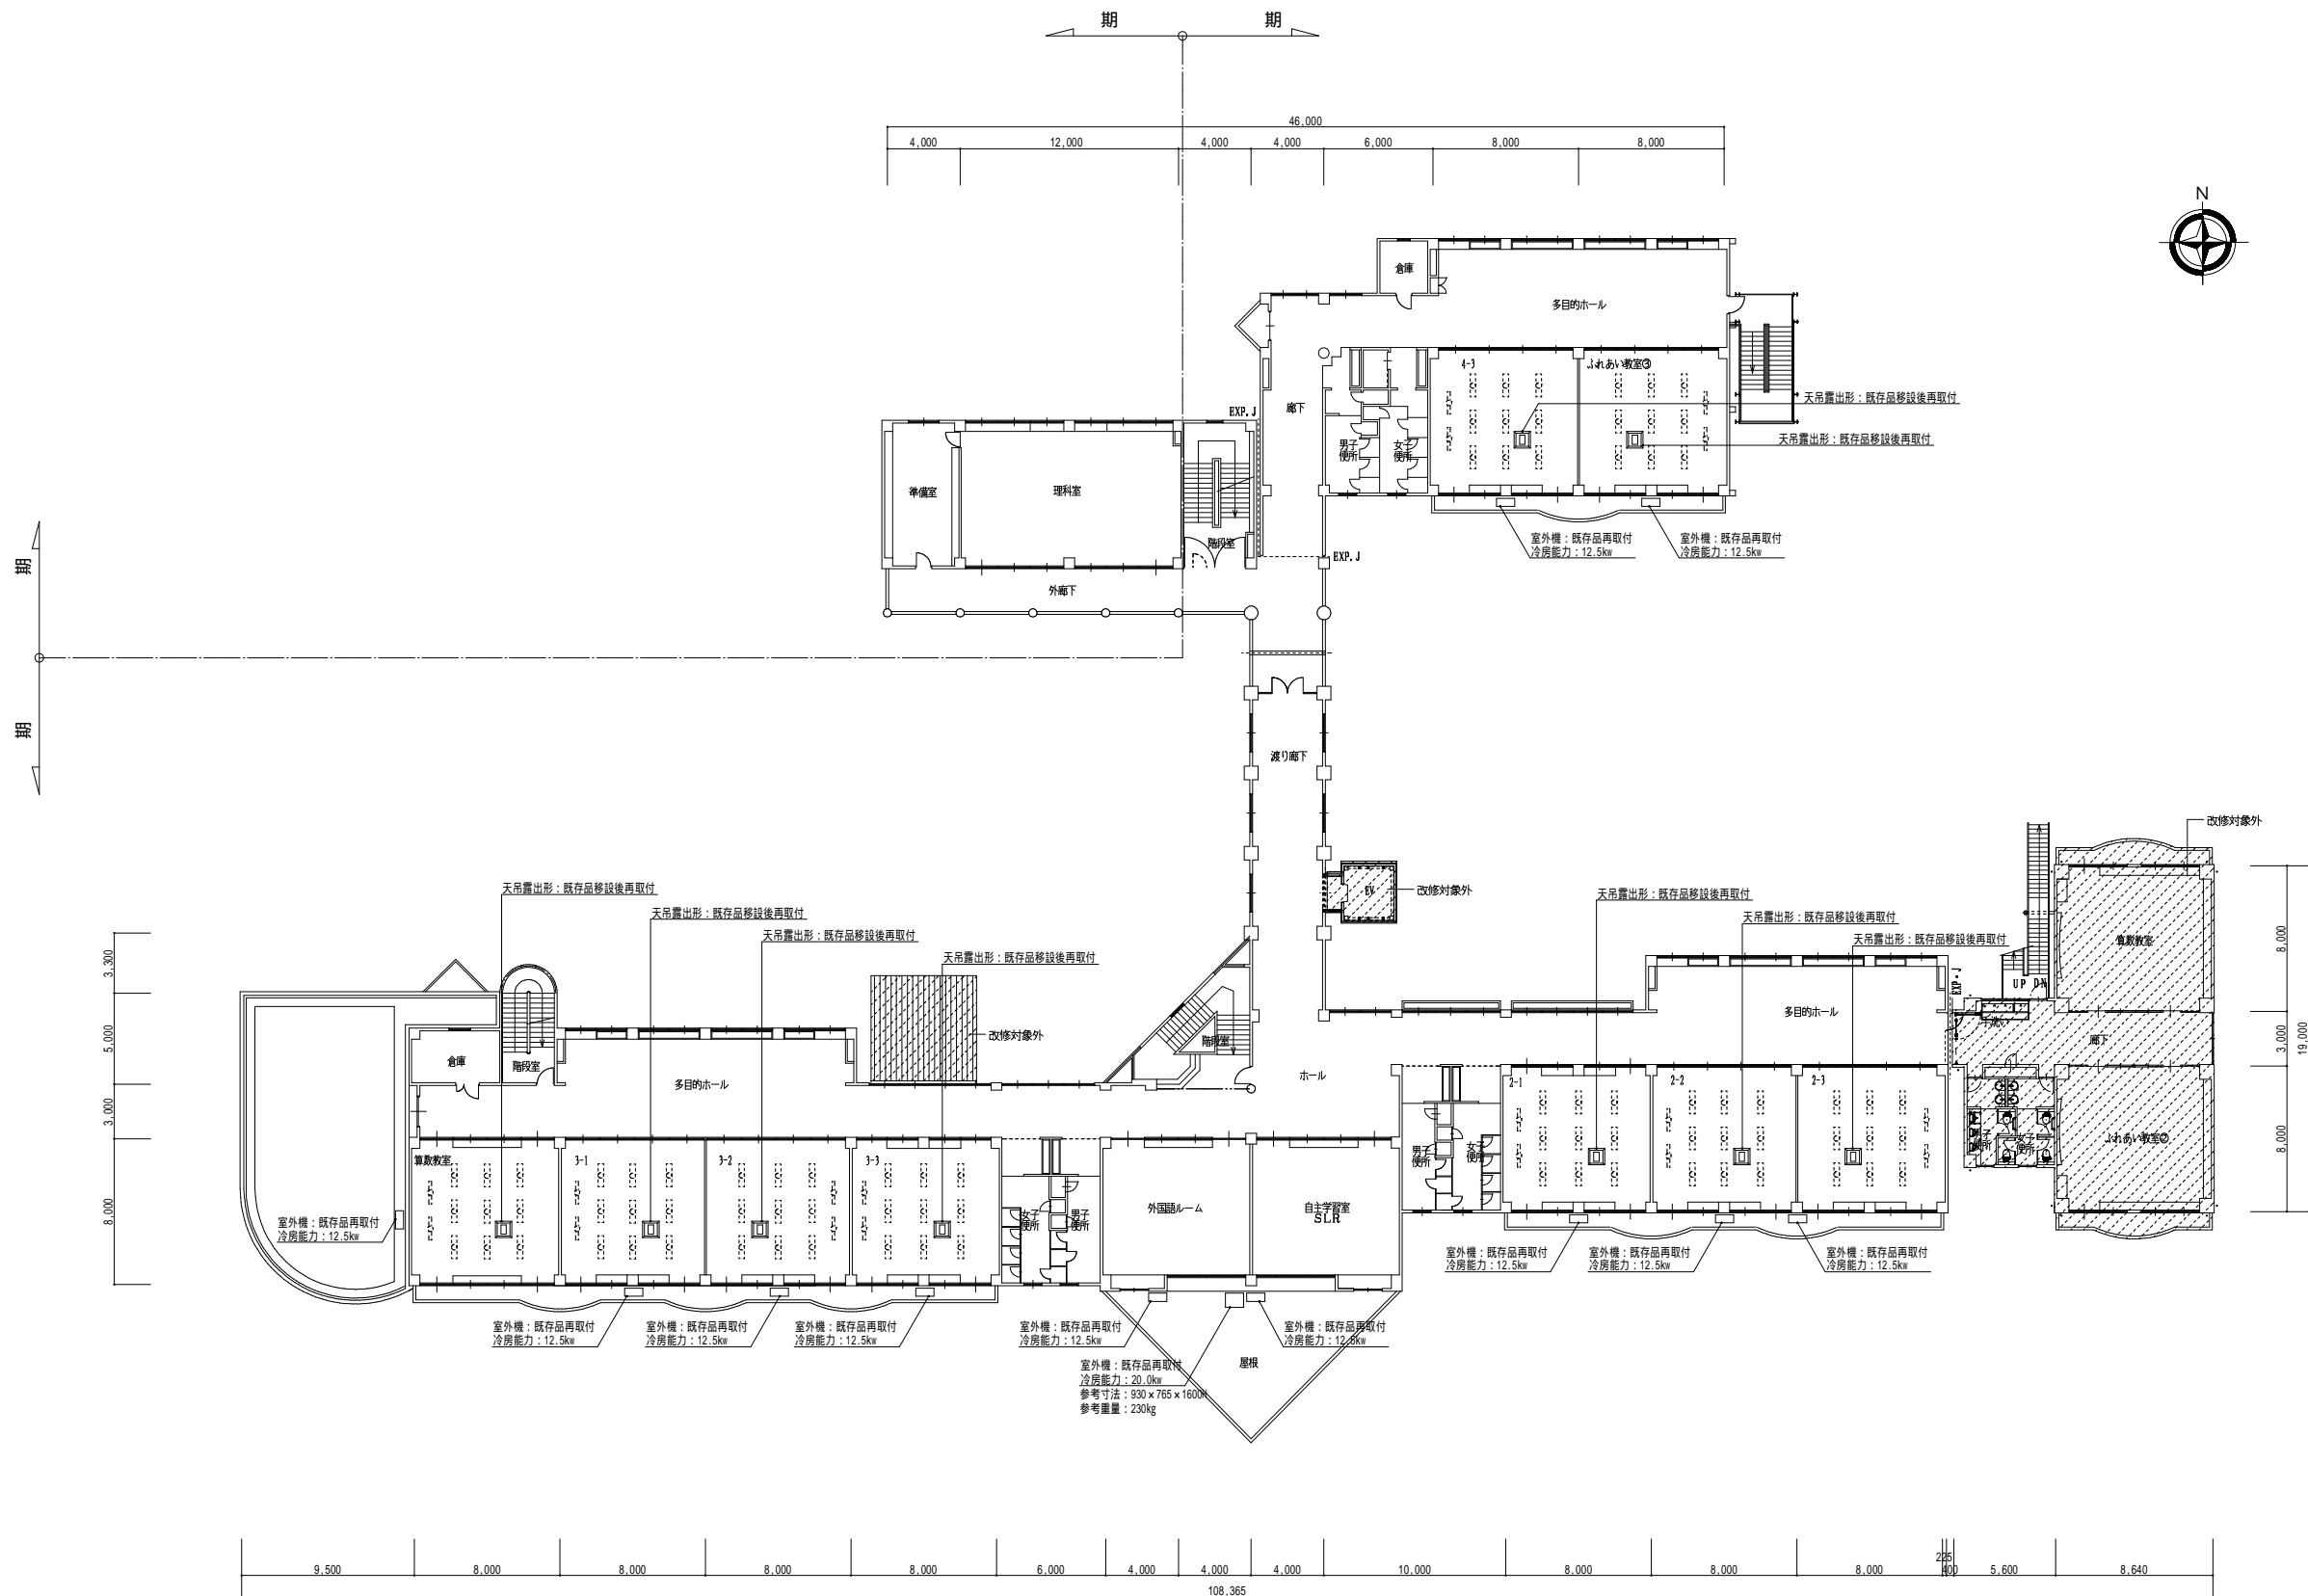 期 期
46,000
4,000 12,000 4,000 4,000 6,000 8,000 8,000
N
倉庫
多目的ホール
4-3 ふれあい教室③
天吊露出形：既存品移設後再取付
EXP.J 廊下
天吊露出形：既存品移設後再取付
男子便所
女子便所
準備室 理科室
階段室
室外機：既存品再取付
冷房能力：12.5kw
室外機：既存品再取付
冷房能力：12.5kw
EXP.J
外廊下
期
期
渡り廊下
改修対象外
EV 改修対象外
天吊露出形：既存品移設後再取付
天吊露出形：既存品移設後再取付
天吊露出形：既存品移設後再取付
天吊露出形：既存品移設後再取付
天吊露出形：既存品移設後再取付
天吊露出形：既存品移設後再取付
天吊露出形：既存品移設後再取付
算数教室
3,300
5,000
3,000
8,000
8,000
3,000
8,000
19,000
EXP.J
UP DN
手洗い
廊下
多目的ホール
改修対象外
階段室
倉庫
階段室
多目的ホール
ホール
2-1 2-2 2-3
算数教室 3-1 3-2 3-3
男子便所
女子便所
男子便所
女子便所
ふれあい教室②
外国語ルーム
自主学習室
SLR
女子便所
男子便所
室外機：既存品再取付
冷房能力：12.5kw
室外機：既存品再取付
冷房能力：12.5kw
室外機：既存品再取付
冷房能力：12.5kw
室外機：既存品再取付
冷房能力：12.5kw
室外機：既存品再取付
冷房能力：12.5kw
室外機：既存品再取付
冷房能力：12.5kw
室外機：既存品再取付
冷房能力：12.5kw
室外機：既存品再取付
冷房能力：12.5kw
室外機：既存品再取付
冷房能力：12.5kw
屋根
室外機：既存品再取付
冷房能力：20.0kw
参考寸法：930×765×1600H
参考重量：230kg
225
9,500 8,000 8,000 8,000 8,000 6,000 4,000 4,000 4,000 10,000 8,000 8,000 8,000 400 5,600 8,640
108,365